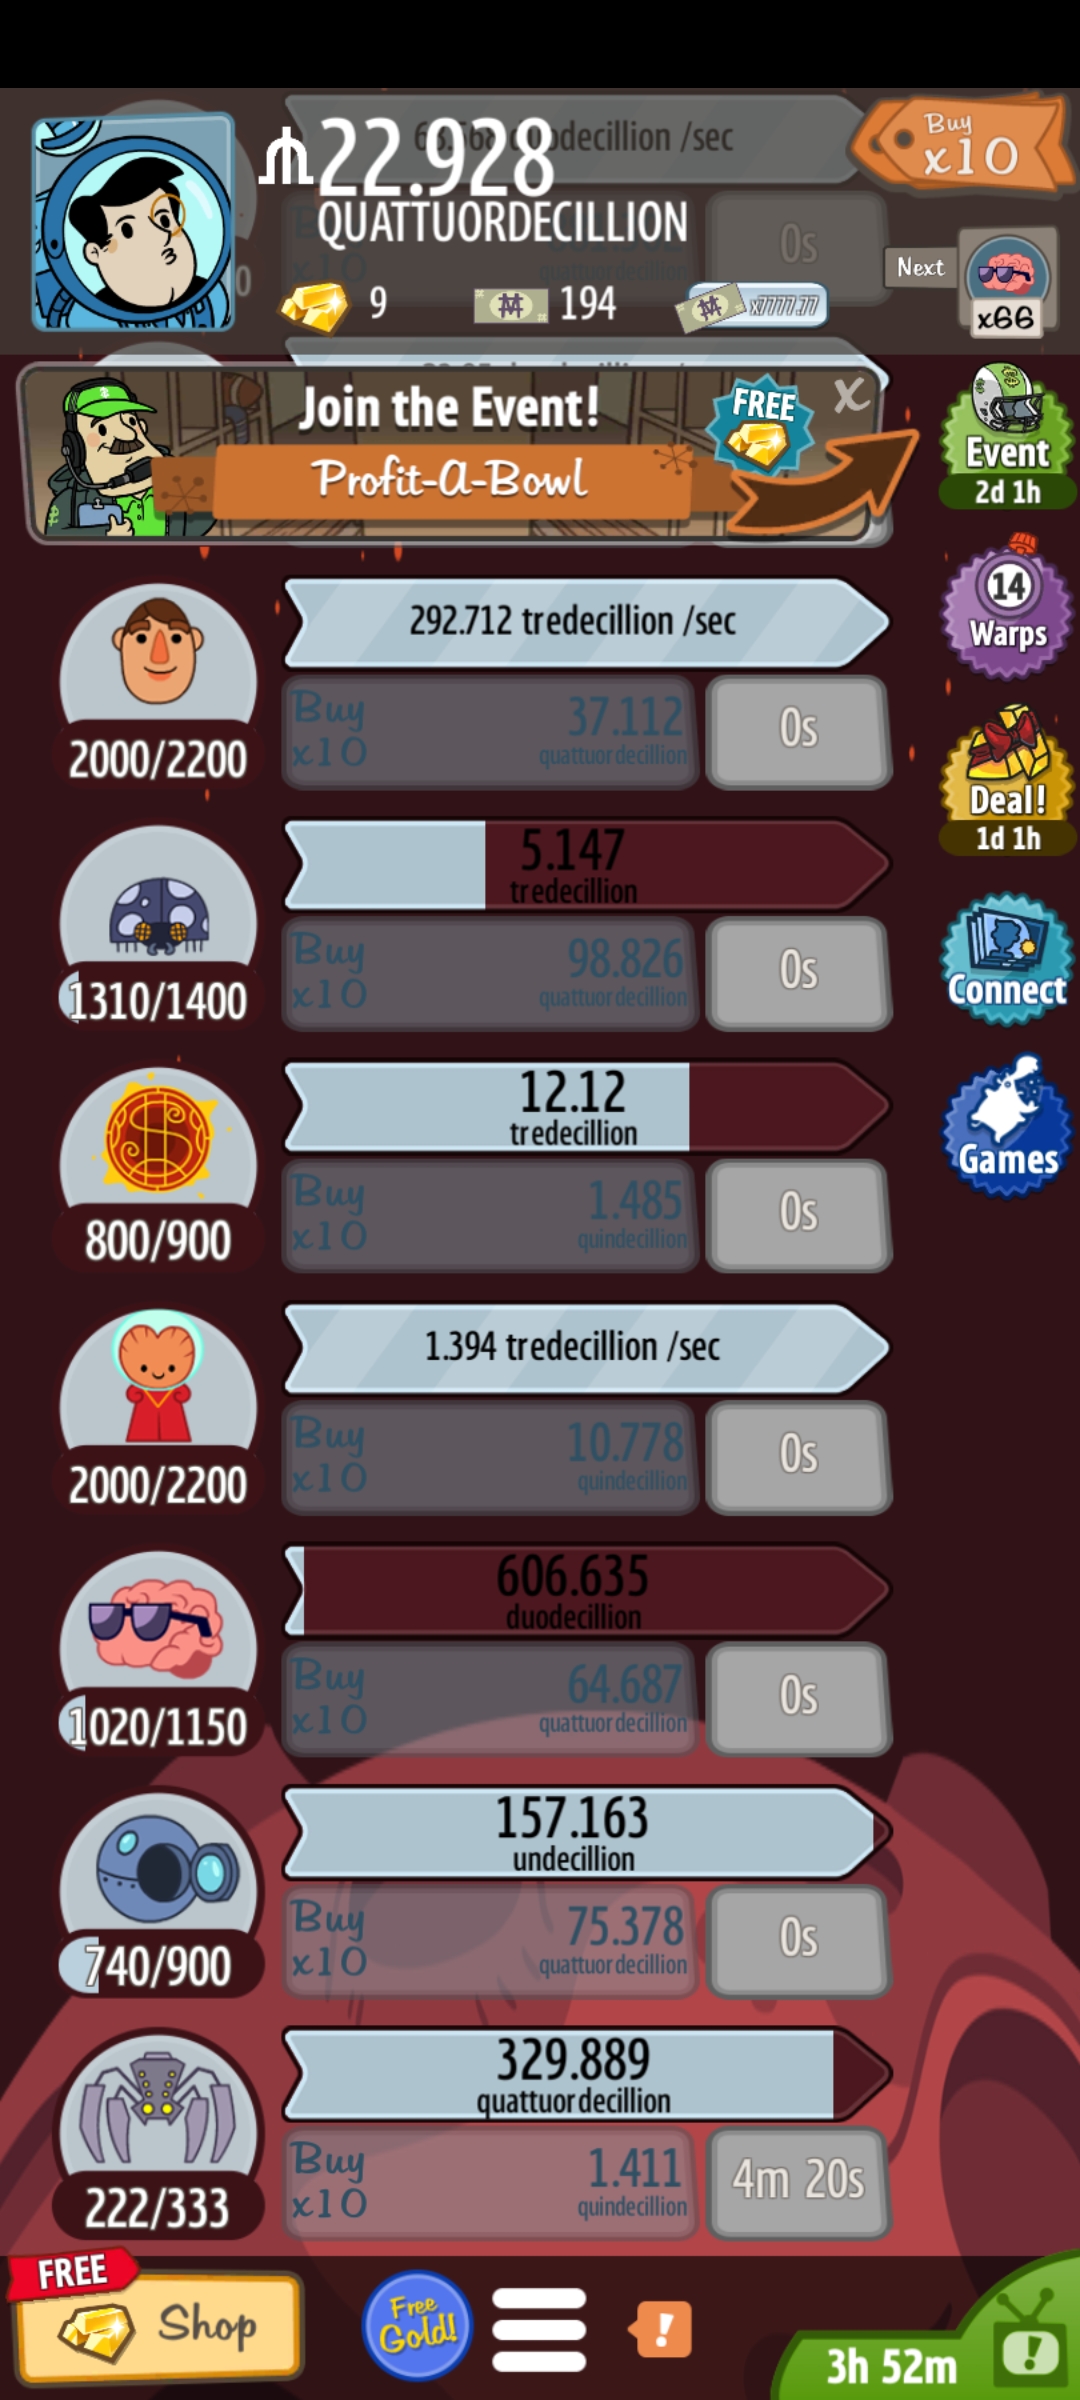 22.928
QUATTUORDECILLION
duodecillion /sec
Buy
x10
0s
9
194
x7777.77
Next
x66
Join the Event!
Profit-A-Bowl
FREE
X
Event
2d 1h
292.712 tredecillion /sec
Buy
x10
37.112
quattuordecillion
0s
2000/2200
14
Warps
Deal!
1d 1h
5.147
tredecillion
Buy
x10
98.826
quattuordecillion
0s
1310/1400
Connect
12.12
tredecillion
Buy
x10
1.485
quindecillion
0s
800/900
Games
1.394 tredecillion /sec
Buy
x10
10.778
quindecillion
0s
2000/2200
606.635
duodecillion
Buy
x10
64.687
quattuordecillion
0s
1020/1150
157.163
undecillion
Buy
x10
75.378
quattuordecillion
0s
740/900
329.889
quattuordecillion
Buy
x10
1.411
quindecillion
4m 20s
222/333
FREE
Shop
Free
Gold!
!
3h 52m
!